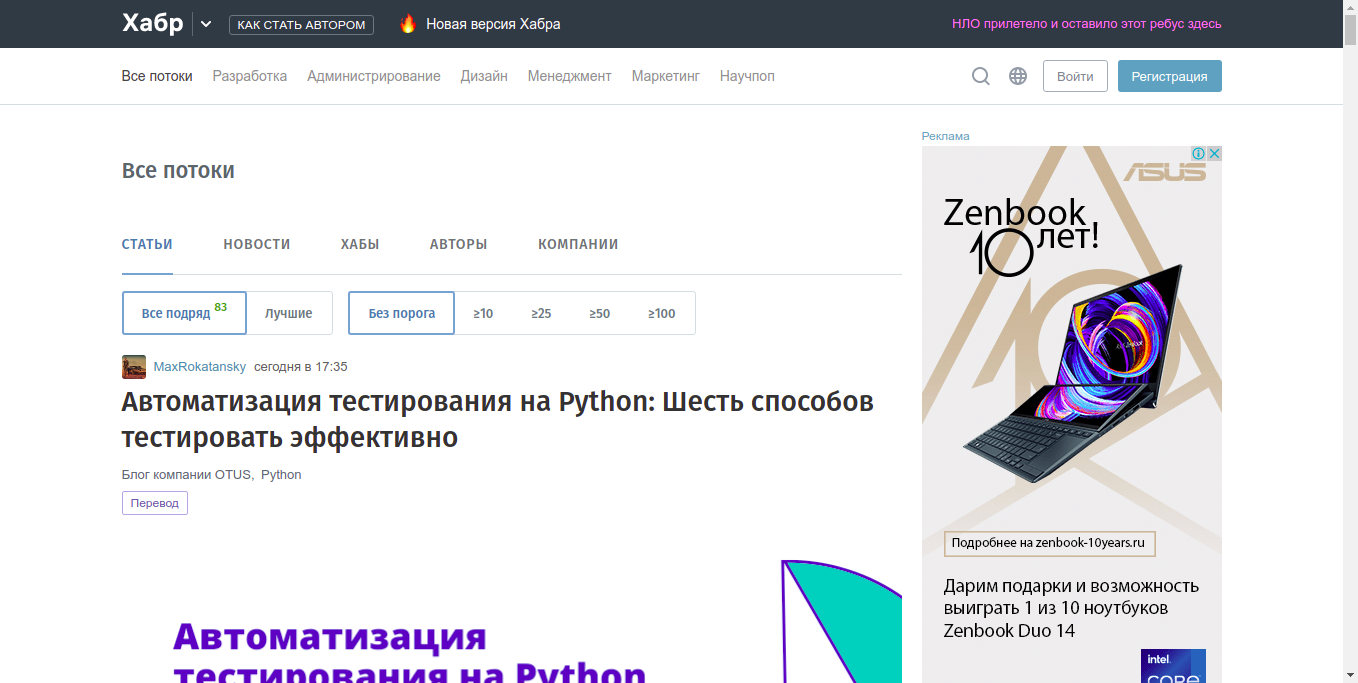 Хабр
КАК СТАТЬ АВТОРОМ
Новая версия Хабра
НЛО прилетело и оставило этот ребус здесь
Все потоки Разработка Администрирование Дизайн Менеджмент Маркетинг Научпоп
Войти
Регистрация
Все потоки
СТАТЬИ НОВОСТИ ХАБЫ АВТОРЫ КОМПАНИИ
Все подряд 83 Лучшие Без порога ≥10 ≥25 ≥50 ≥100
MaxRokatansky сегодня в 17:35
Автоматизация тестирования на Python: Шесть способов
тестировать эффективно
Блог компании OTUS, Python
Перевод
Автоматизация
тестирования на Python
Реклама
ASUS
Zenbook
10 лет!
Подробнее на zenbook-10years.ru
Дарим подарки и возможность
выиграть 1 из 10 ноутбуков
Zenbook Duo 14
intel.
CORE